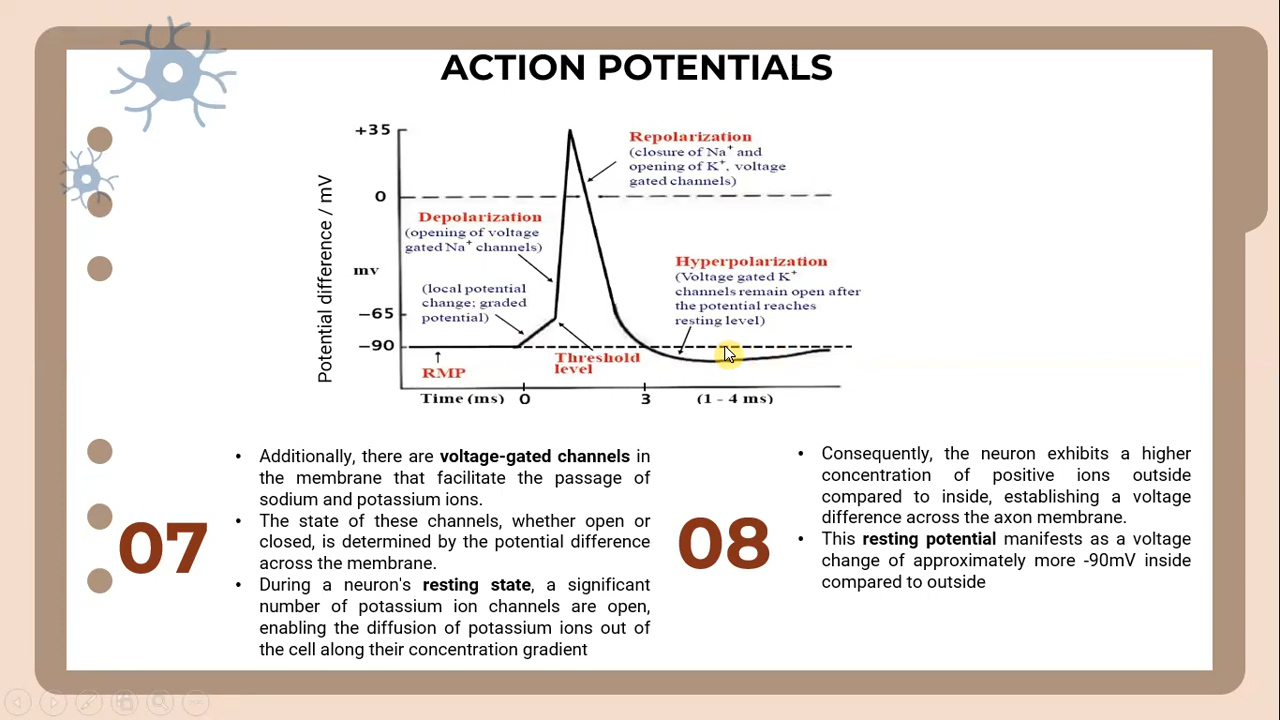 ACTION POTENTIALS
Potential difference / mV
+35
0
mv
−65
−90
Repolarization
(closure of Na⁺ and
opening of K⁺, voltage
gated channels)
Depolarization
(opening of voltage
gated Na⁺ channels)
(local potential
change; graded
potential)
Hyperpolarization
(Voltage gated K⁺
channels remain open after
the potential reaches
resting level)
Threshold
level
RMP
Time (ms) 0 3 (1 - 4 ms)
07
• Additionally, there are voltage-gated channels in
the membrane that facilitate the passage of
sodium and potassium ions.
• The state of these channels, whether open or
closed, is determined by the potential difference
across the membrane.
• During a neuron's resting state, a significant
number of potassium ion channels are open,
enabling the diffusion of potassium ions out of
the cell along their concentration gradient
08
• Consequently, the neuron exhibits a higher
concentration of positive ions outside
compared to inside, establishing a voltage
difference across the axon membrane.
• This resting potential manifests as a voltage
change of approximately more -90mV inside
compared to outside